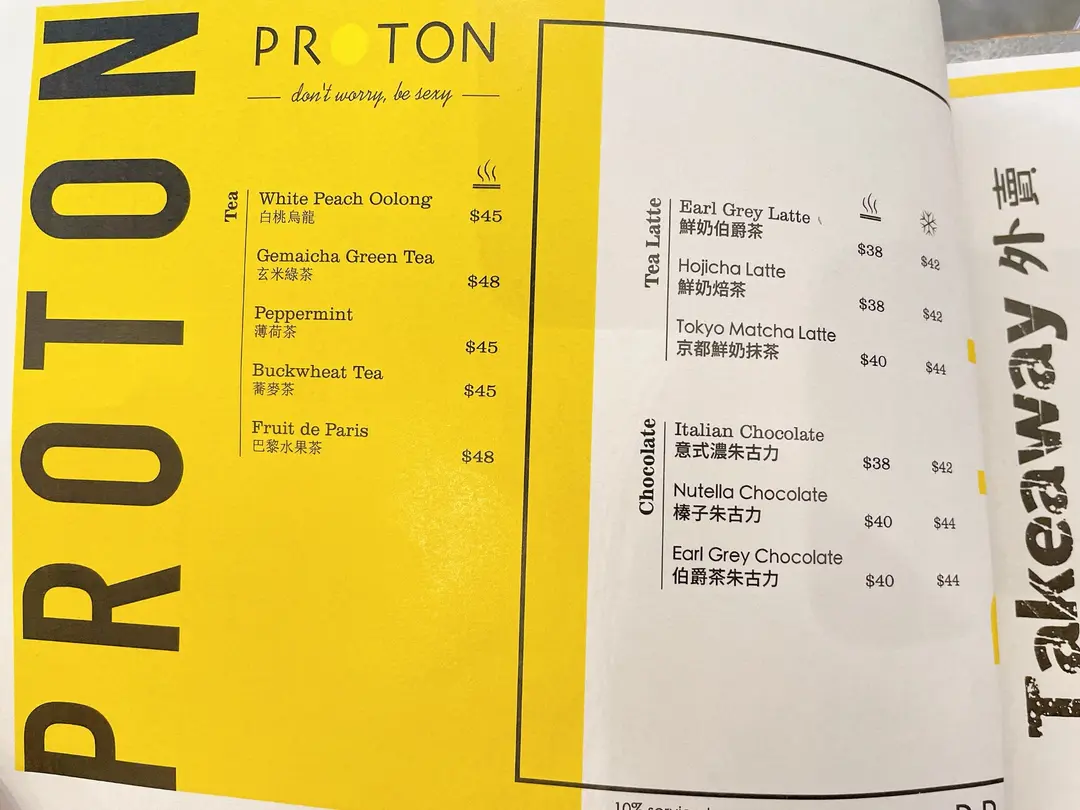 PROTON
PROTON
don't worry, be sexy
Tea
White Peach Oolong
白桃烏龍
$45
Gemaicha Green Tea
玄米綠茶
$48
Peppermint
薄荷茶
$45
Buckwheat Tea
蕎麥茶
$45
Fruit de Paris
巴黎水果茶
$48
Tea Latte
Earl Grey Latte
鮮奶伯爵茶
$38 $42
Hojicha Latte
鮮奶焙茶
$38 $42
Tokyo Matcha Latte
京都鮮奶抹茶
$40 $44
Chocolate
Italian Chocolate
意式濃朱古力
$38 $42
Nutella Chocolate
榛子朱古力
$40 $44
Earl Grey Chocolate
伯爵茶朱古力
$40 $44
10%
Takeaway 外賣